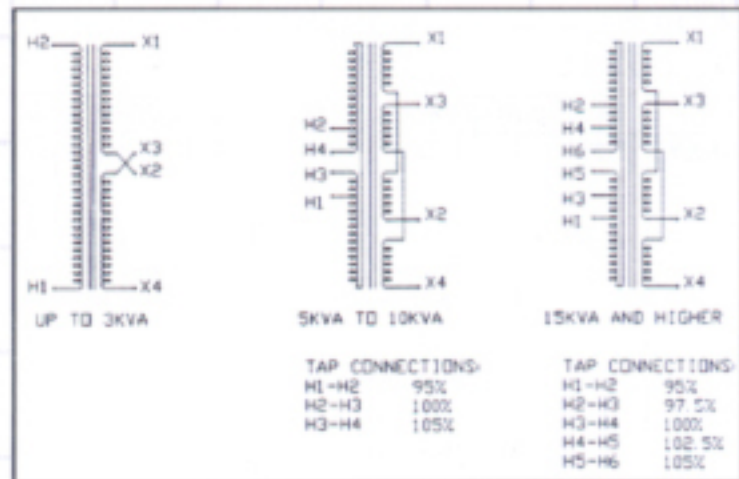 H2
X1
X3
X2
H1
X4
UP TO 3KVA
X1
X3
H2
H4
H3
H1
X2
X4
5KVA TO 10KVA
TAP CONNECTIONS:
H1-H2 95%
H2-H3 100%
H3-H4 105%
X1
H2
X3
H4
H6
H5
H3
H1
X2
X4
15KVA AND HIGHER
TAP CONNECTIONS:
H1-H2 95%
H2-H3 97.5%
H3-H4 100%
H4-H5 102.5%
H5-H6 105%